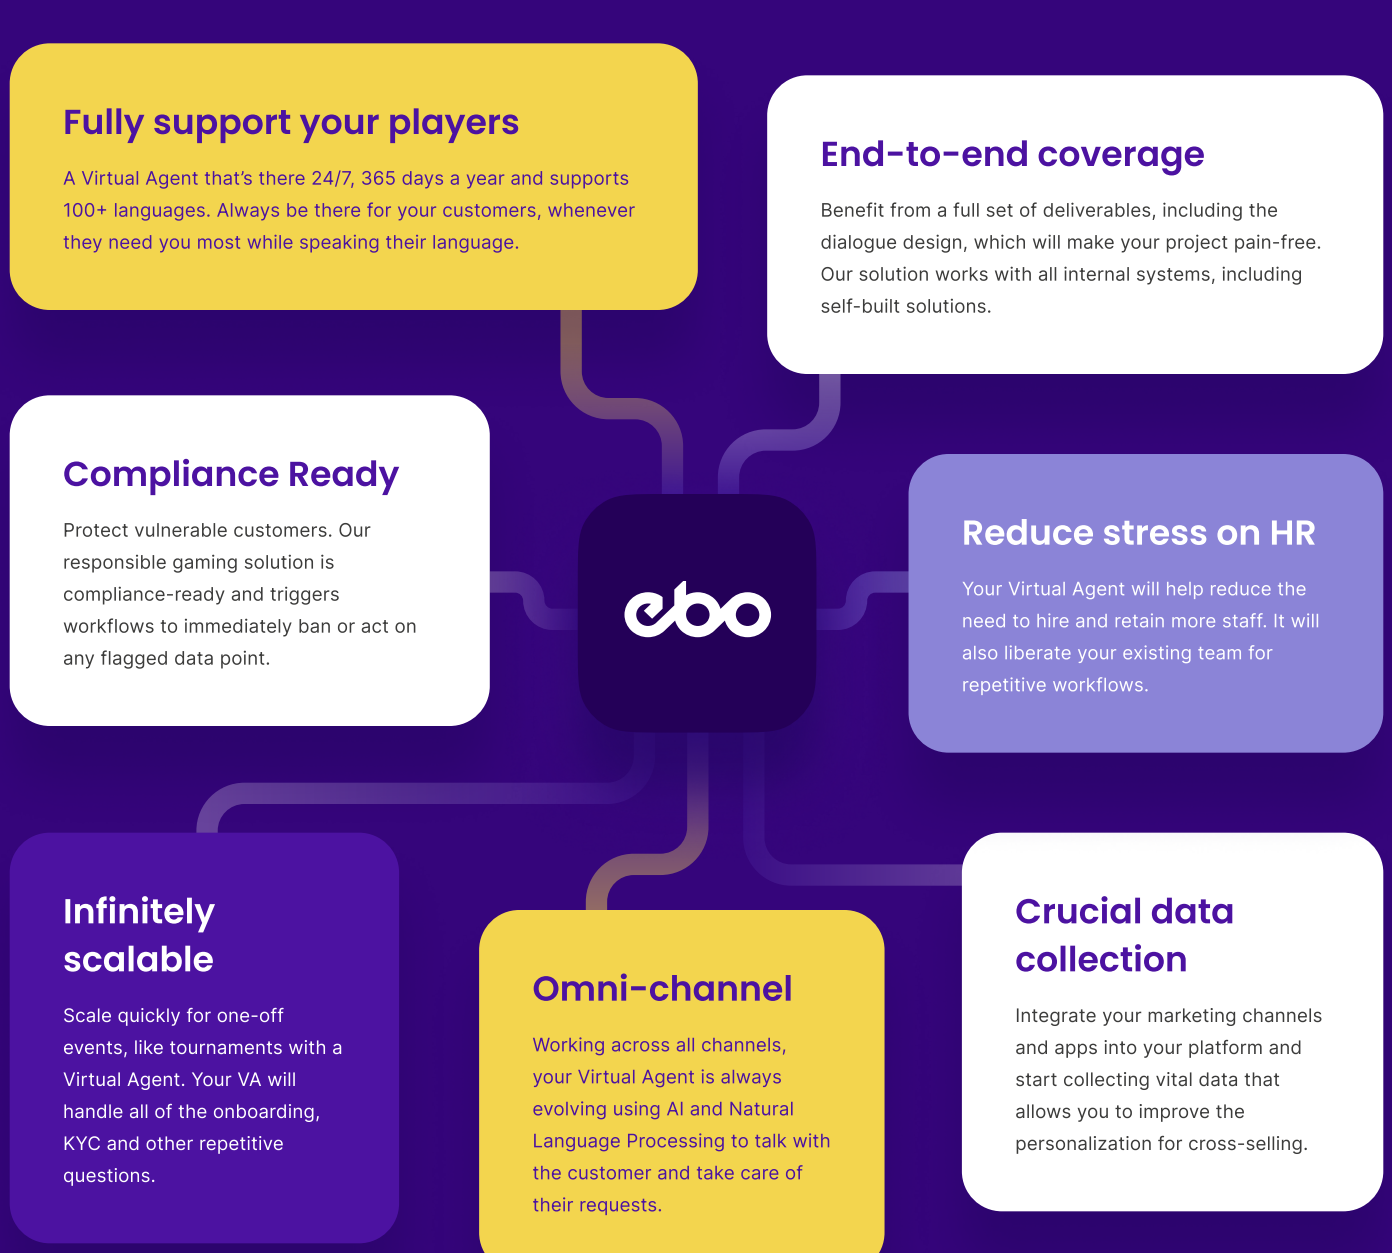 Fully support your players
A Virtual Agent that’s there 24/7, 365 days a year and supports
100+ languages. Always be there for your customers, whenever
they need you most while speaking their language.
End-to-end coverage
Benefit from a full set of deliverables, including the
dialogue design, which will make your project pain-free.
Our solution works with all internal systems, including
self-built solutions.
Compliance Ready
Protect vulnerable customers. Our
responsible gaming solution is
compliance-ready and triggers
workflows to immediately ban or act on
any flagged data point.
ebo
Reduce stress on HR
Your Virtual Agent will help reduce the
need to hire and retain more staff. It will
also liberate your existing team for
repetitive workflows.
Infinitely
scalable
Scale quickly for one-off
events, like tournaments with a
Virtual Agent. Your VA will
handle all of the onboarding,
KYC and other repetitive
questions.
Omni-channel
Working across all channels,
your Virtual Agent is always
evolving using AI and Natural
Language Processing to talk with
the customer and take care of
their requests.
Crucial data
collection
Integrate your marketing channels
and apps into your platform and
start collecting vital data that
allows you to improve the
personalization for cross-selling.